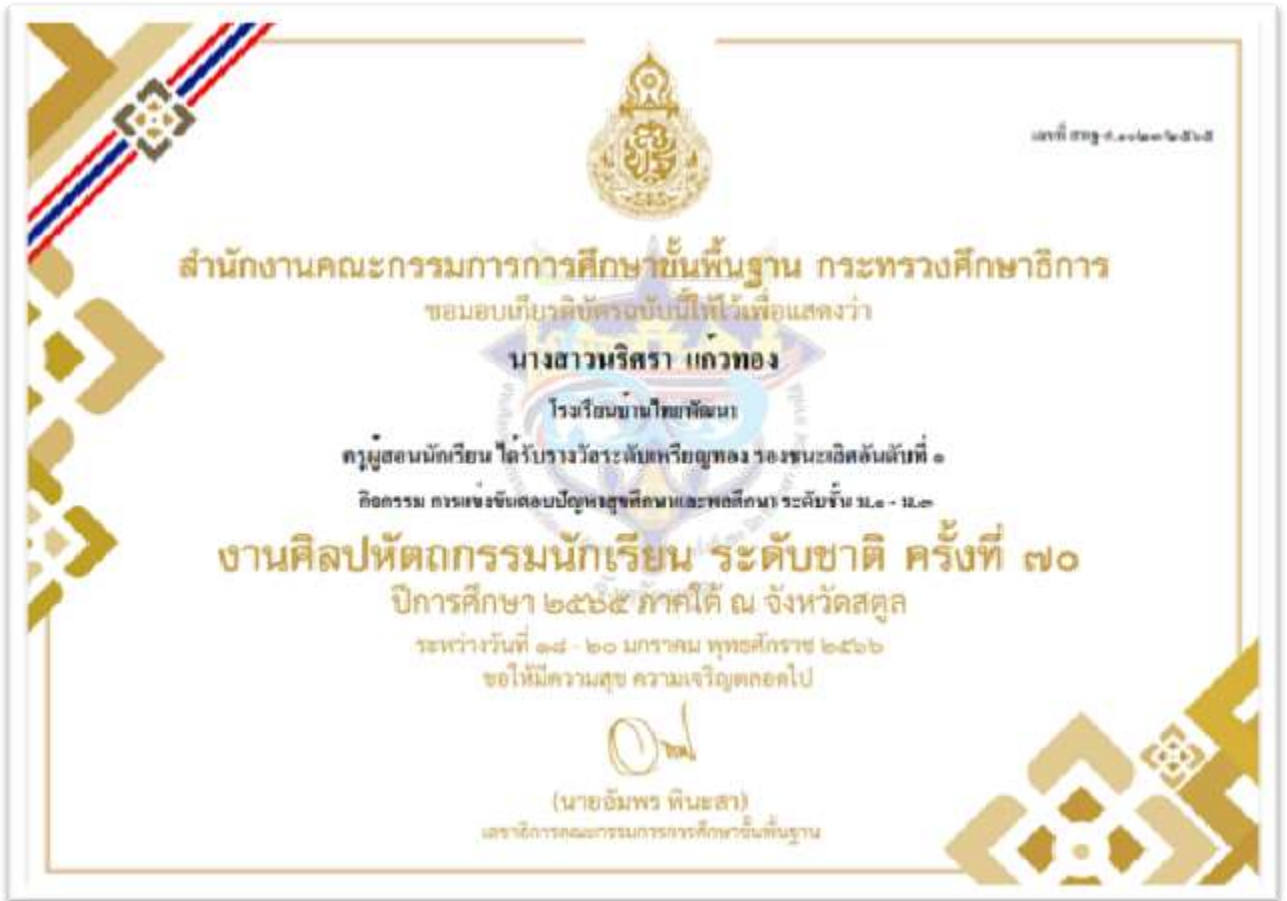 สำนักงานคณะกรรมการการศึกษาขั้นพื้นฐาน กระทรวงศึกษาธิการ
ขอมอบเกียรติบัตรฉบับนี้ให้ไว้เพื่อแสดงว่า
นางสาวนริศรา แก้วทอง
โรงเรียนบ้านไทยพัฒนา
ครูผู้สอนนักเรียน ได้รับรางวัลระดับเหรียญทอง รองชนะเลิศอันดับที่ ๑
กิจกรรม การแข่งขันตอบปัญหาสุขศึกษาและพลศึกษา ระดับชั้น ม.๑ - ม.๓
งานศิลปหัตถกรรมนักเรียน ระดับชาติ ครั้งที่ ๗๐
ปีการศึกษา ๒๕๖๕ ภาคใต้ ณ จังหวัดสตูล
ระหว่างวันที่ ๑๘ - ๒๐ มกราคม พุทธศักราช ๒๕๖๖
ขอให้มีความสุข ความเจริญตลอดไป
(นายอัมพร พินะสา)
เลขาธิการคณะกรรมการการศึกษาขั้นพื้นฐาน